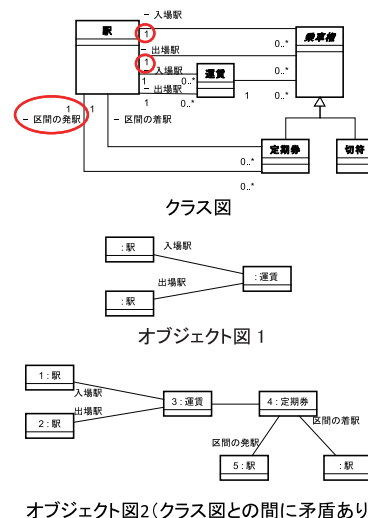 − 入場駅
駅
1
乗車権
− 出場駅
0..*
1
− 入場駅
運賃
1
0..*
− 出場駅
1
0..*
1
0..*
1
1
− 区間の発駅
− 区間の着駅
定期券
切符
0..*
0..*
クラス図
: 駅
入場駅
: 運賃
出場駅
: 駅
オブジェクト図 1
1 : 駅
入場駅
3 : 運賃
4 : 定期券
出場駅
2 : 駅
区間の着駅
区間の発駅
5 : 駅
: 駅
オブジェクト図2(クラス図との間に矛盾あり